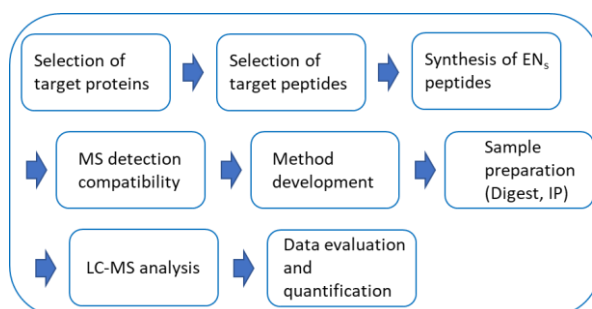 Selection of
target proteins
Selection of
target peptides
Synthesis of ENs
peptides
MS detection
compatibility
Method
development
Sample
preparation
(Digest, IP)
LC-MS analysis
Data evaluation
and
quantification